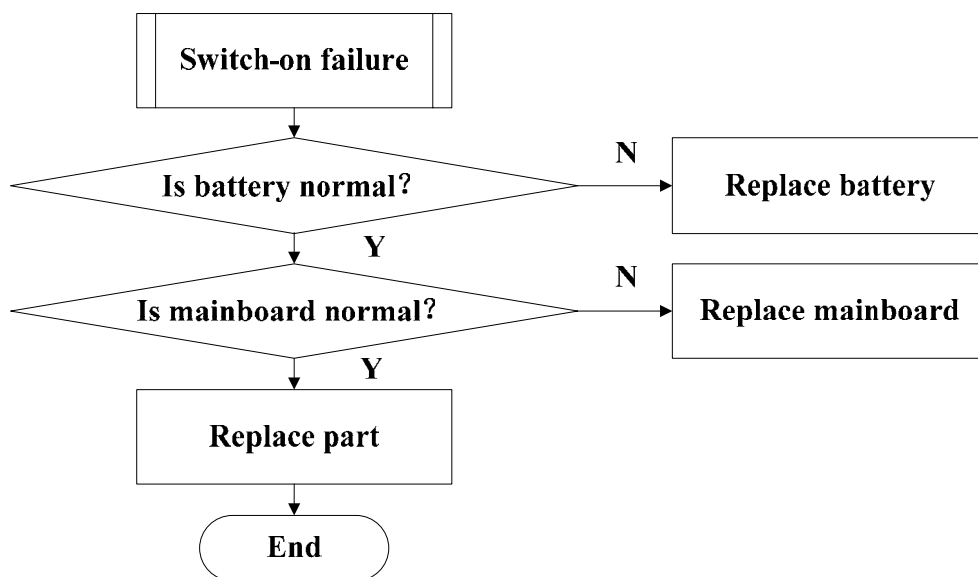 Switch-on failure
Is battery normal？
N
Replace battery
Y
Is mainboard normal？
N
Replace mainboard
Y
Replace part
End